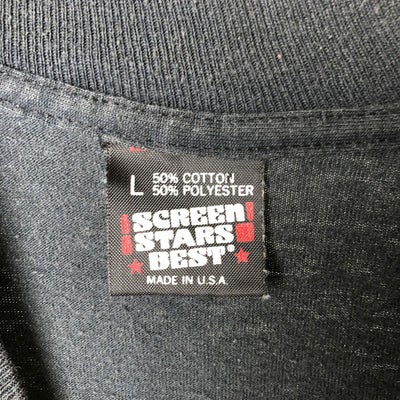 L 50% COTTON
50% POLYESTER
SCREEN
STARS
BEST®
MADE IN U.S.A.